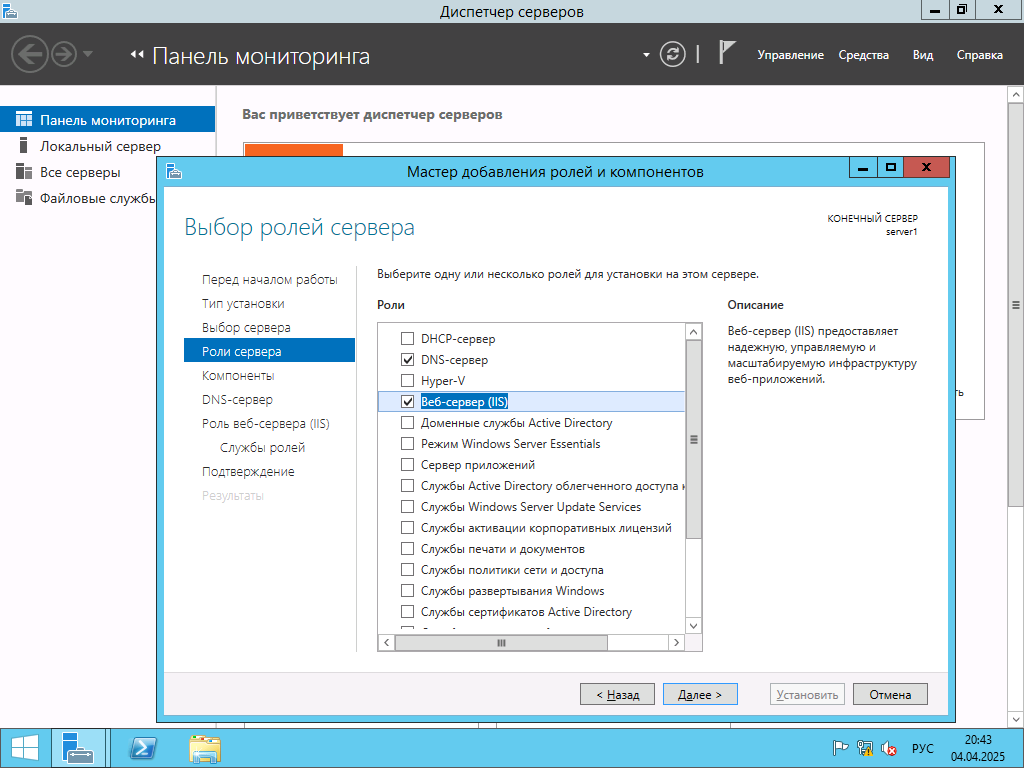 Диспетчер серверов
Панель мониторинга
Управление
Средства
Вид
Справка
Панель мониторинга
Локальный сервер
Все серверы
Файловые службы
Вас приветствует диспетчер серверов
Мастер добавления ролей и компонентов
Выбор ролей сервера
КОНЕЧНЫЙ СЕРВЕР
server1
Перед началом работы
Тип установки
Выбор сервера
Роли сервера
Компоненты
DNS-сервер
Роль веб-сервера (IIS)
Службы ролей
Подтверждение
Результаты
Выберите одну или несколько ролей для установки на этом сервере.
Роли
DHCP-сервер
DNS-сервер
Hyper-V
Веб-сервер (IIS)
Доменные службы Active Directory
Режим Windows Server Essentials
Сервер приложений
Службы Active Directory облегченного доступа к
Службы Windows Server Update Services
Службы активации корпоративных лицензий
Службы печати и документов
Службы политики сети и доступа
Службы развертывания Windows
Службы сертификатов Active Directory
Описание
Веб-сервер (IIS) предоставляет
надежную, управляемую и
масштабируемую инфраструктуру
веб-приложений.
ть
< Назад
Далее >
Установить
Отмена
РУС
20:43
04.04.2025